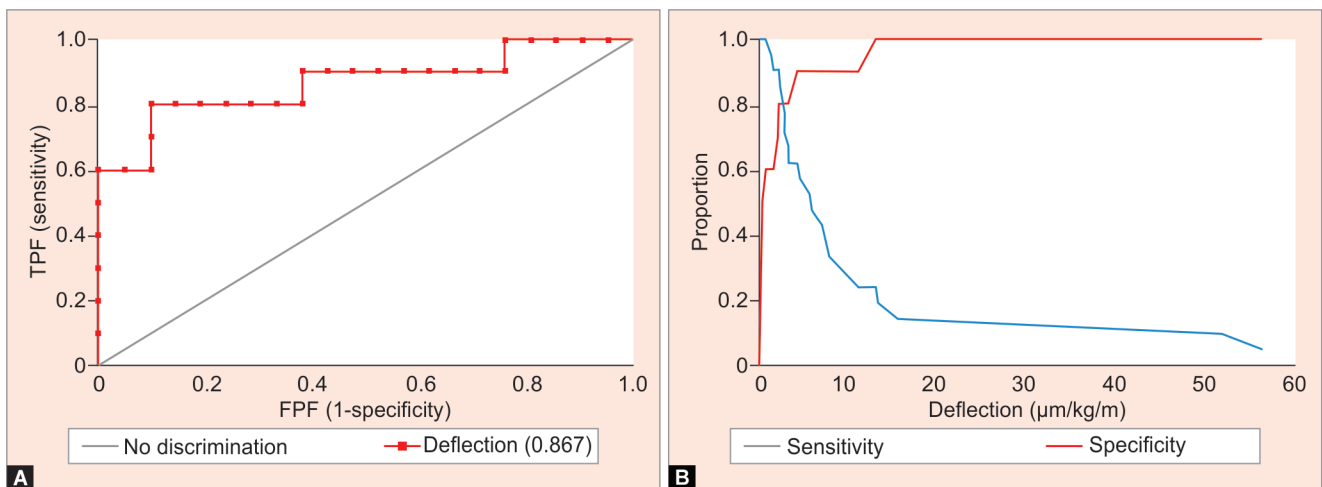 1.0
0.8
0.6
0.4
0.2
0
TPF (sensitivity)
0 0.2 0.4 0.6 0.8 1.0
FPF (1-specificity)
No discrimination Deflection (0.867)
A
1.0
0.8
0.6
0.4
0.2
0
Proportion
0 10 20 30 40 50 60
Deflection (μm/kg/m)
Sensitivity Specificity
B